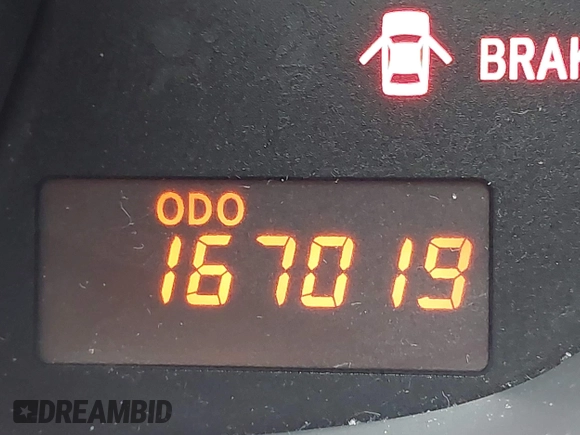 BRAK
ODO
167019
DREAMBID